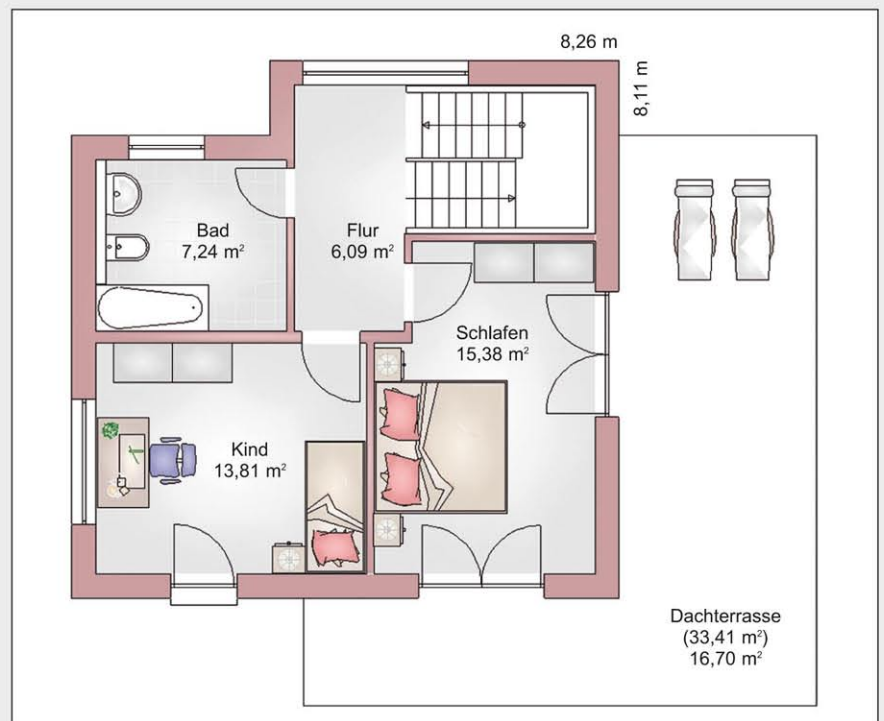 8,26 m
8,11 m
Bad
7,24 m²
Flur
6,09 m²
Schlafen
15,38 m²
Kind
13,81 m²
Dachterrasse
(33,41 m²)
16,70 m²